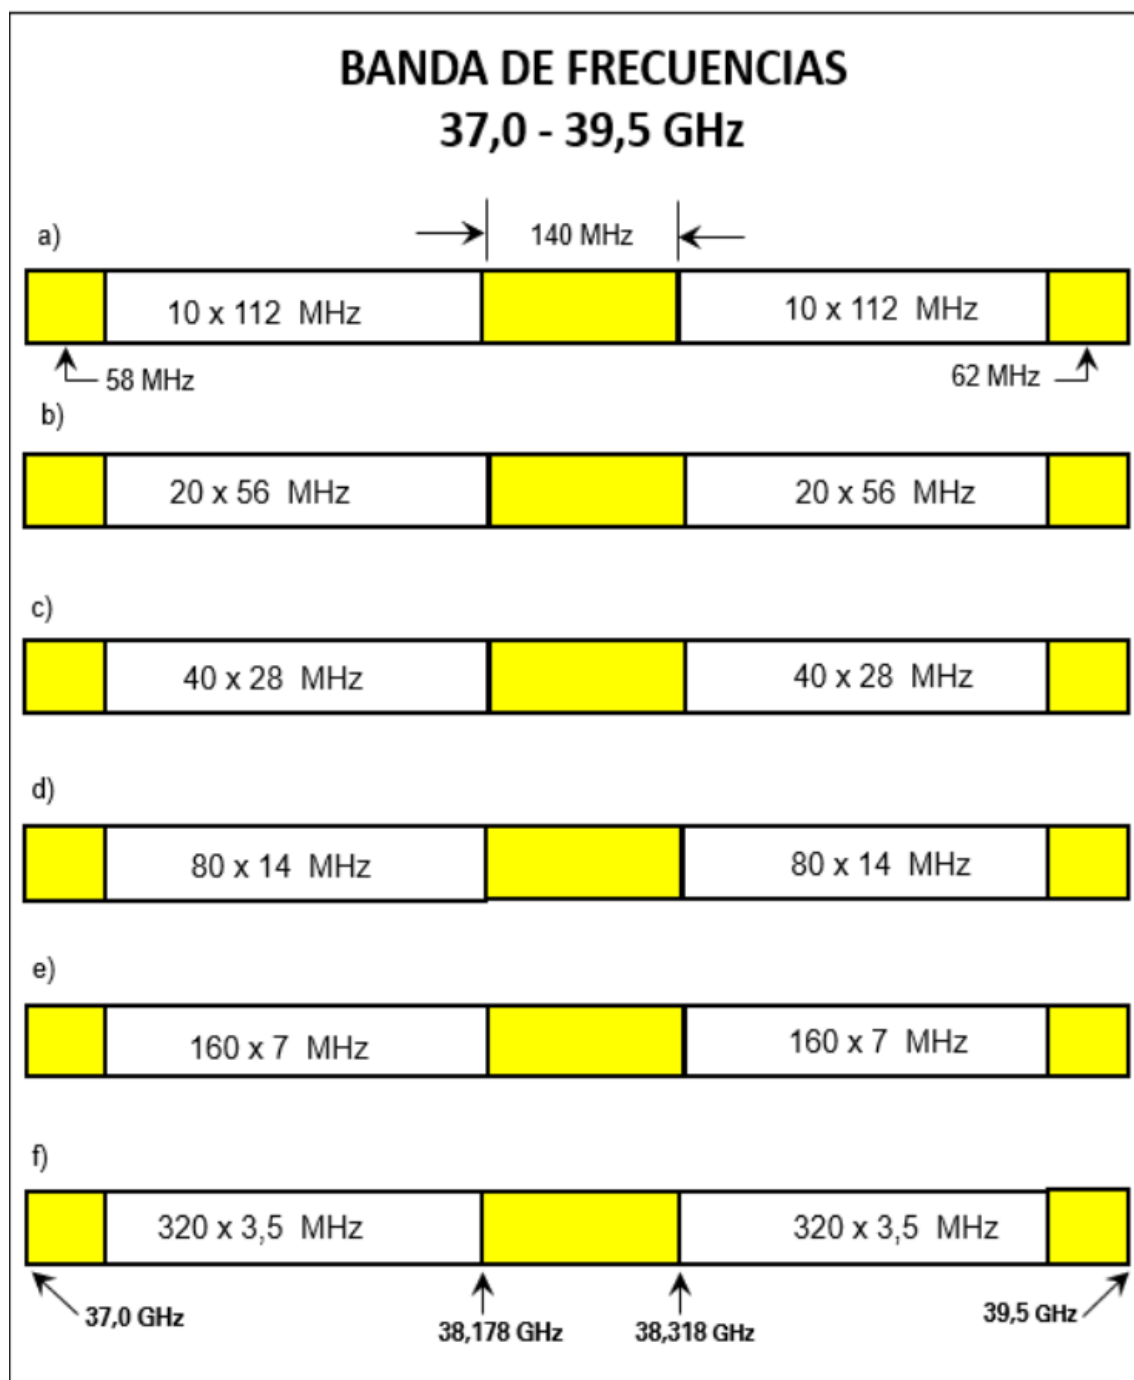 BANDA DE FRECUENCIAS
37,0 - 39,5 GHz
a)
140 MHz
10 x 112 MHz
10 x 112 MHz
58 MHz
62 MHz
b)
20 x 56 MHz
20 x 56 MHz
c)
40 x 28 MHz
40 x 28 MHz
d)
80 x 14 MHz
80 x 14 MHz
e)
160 x 7 MHz
160 x 7 MHz
f)
320 x 3,5 MHz
320 x 3,5 MHz
37,0 GHz
38,178 GHz
38,318 GHz
39,5 GHz